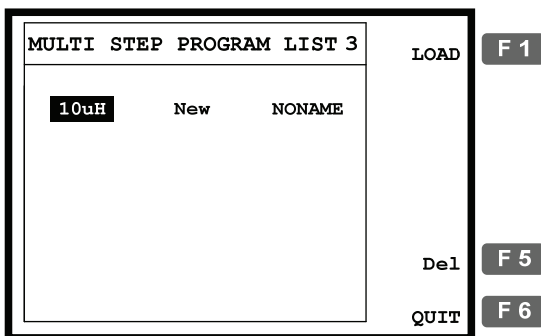 MULTI STEP PROGRAM LIST 3
LOAD F 1
10uH New NONAME
Del F 5
QUIT F 6